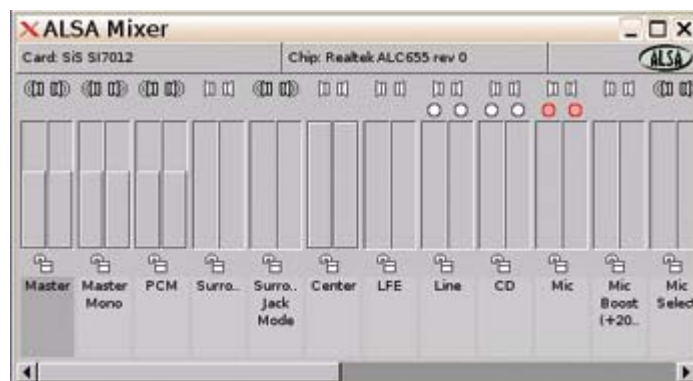 ALSA Mixer
Card: SiS SI7012
Chip: Realtek ALC655 rev 0
ALSA
Master
Master Mono
PCM
Surro..
Surro.. Jack Mode
Center
LFE
Line
CD
Mic
Mic Boost (+20..
Mic Select